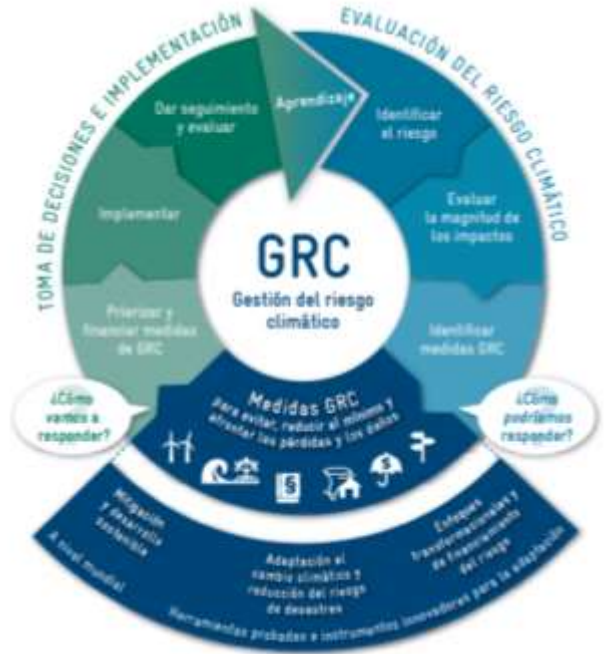 TOMA DE DECISIONES E IMPLEMENTACIÓN
EVALUACIÓN DEL RIESGO CLIMÁTICO
Aprendizaje
Identificar
el riesgo
Evaluar
la magnitud de
los impactos
Identificar
medidas GRC
¿Cómo
podríamos
responder?
Medidas GRC
para evitar, reducir al mínimo y
afrontar las pérdidas y los daños
¿Cómo
vamos a
responder?
Priorizar y
financiar medidas
de GRC
Implementar
Dar seguimiento
y evaluar
GRC
Gestión del riesgo
climático
Mitigación
y desarrollo
sostenible
Adaptación al
cambio climático y
reducción del riesgo
de desastres
Enfoques
transformacionales y
de financiamiento
del riesgo
A nivel mundial
Herramientas probadas e instrumentos innovadores para la adaptación